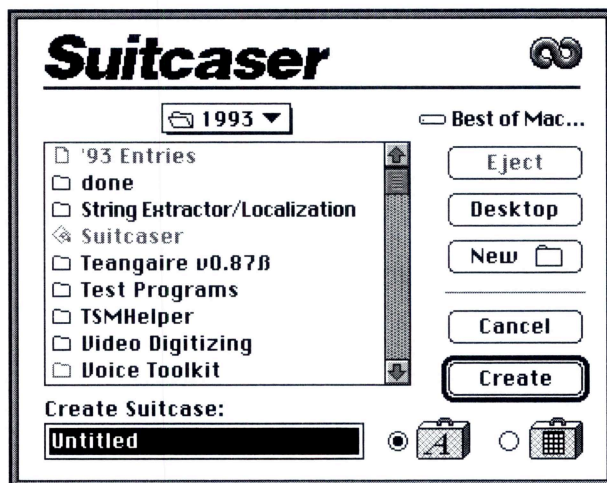 Suitcaser
1993
Best of Mac...
'93 Entries
done
String Extractor/Localization
Suitcaser
Teangaire v0.87ß
Test Programs
TSMHelper
Video Digitizing
Voice Toolkit
Eject
Desktop
New
Cancel
Create
Create Suitcase:
Untitled
A